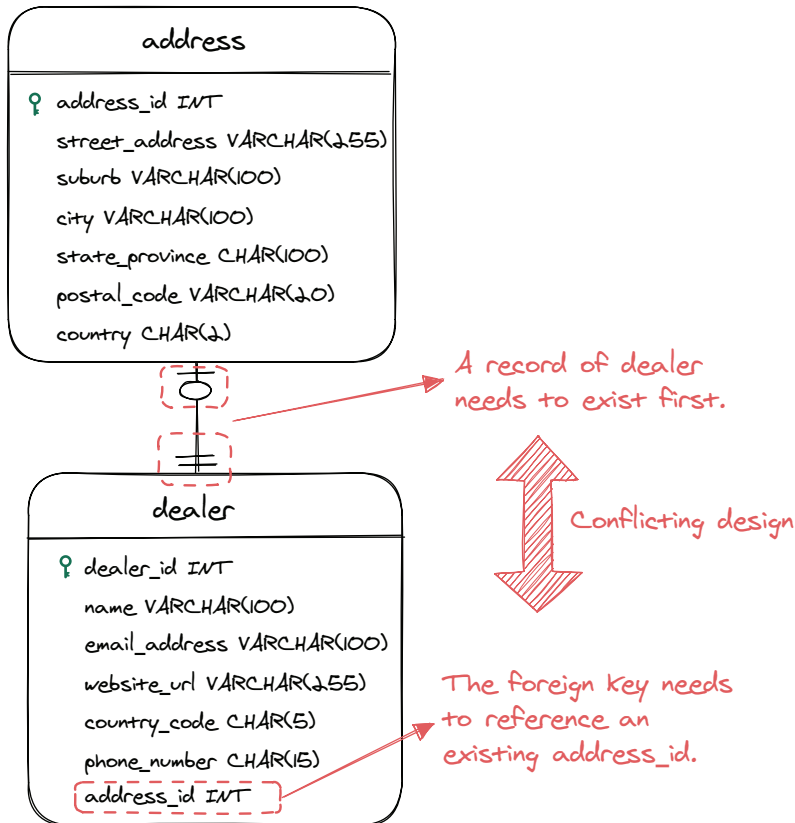 address
address_id INT
street_address VARCHAR(255)
suburb VARCHAR(100)
city VARCHAR(100)
state_province CHAR(100)
postal_code VARCHAR(20)
country CHAR(2)
A record of dealer
needs to exist first.
Conflicting design
dealer
dealer_id INT
name VARCHAR(100)
email_address VARCHAR(100)
website_url VARCHAR(255)
country_code CHAR(5)
phone_number CHAR(15)
address_id INT
The foreign key needs
to reference an
existing address_id.